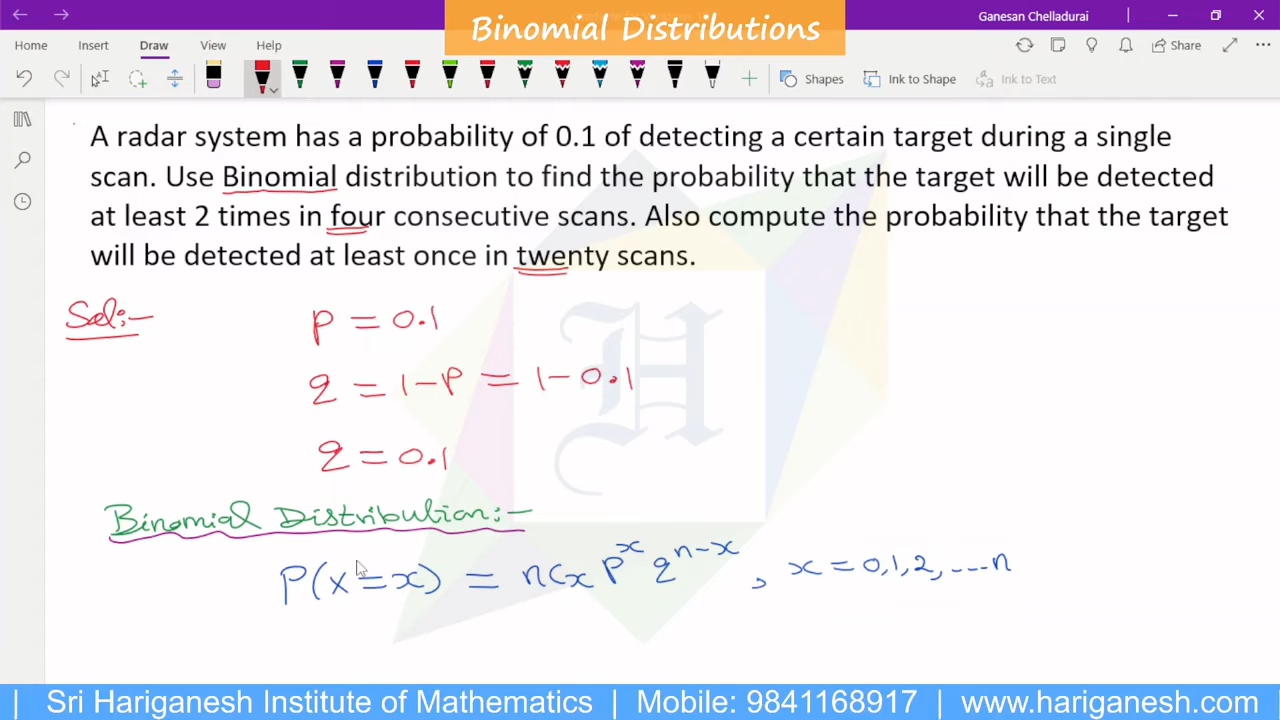 Ganesan Chelladurai
Binomial Distributions
Home Insert Draw View Help Share
Shapes Ink to Shape Ink to Text
A radar system has a probability of 0.1 of detecting a certain target during a single
scan. Use Binomial distribution to find the probability that the target will be detected
at least 2 times in four consecutive scans. Also compute the probability that the target
will be detected at least once in twenty scans.
Sol:-
p = 0.1
q = 1-p = 1-0.1
q = 0.1
Binomial Distribution:-
P(x=x) = ncx p^x q^n-x, x = 0,1,2,....n
| Sri Hariganesh Institute of Mathematics | Mobile: 9841168917 | www.hariganesh.com